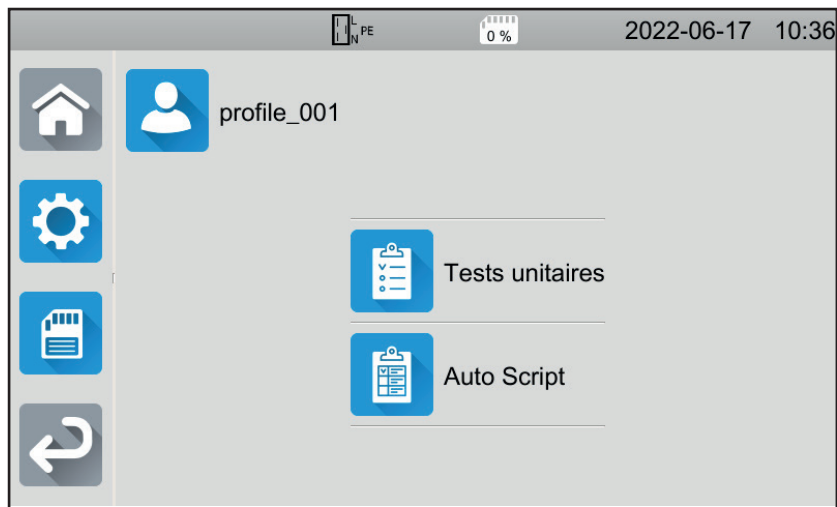 L
N PE
0 % 2022-06-17 10:36
profile_001
Tests unitaires
Auto Script